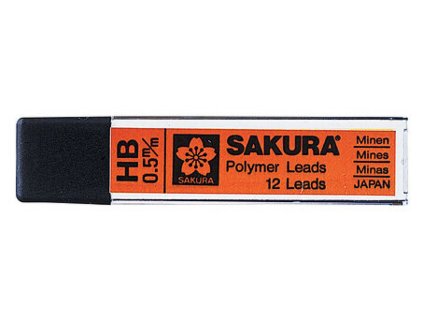 HB
0.5m/m
SAKURA
SAKURA®
Polymer Leads
12 Leads
Minen
Mines
Minas
JAPAN